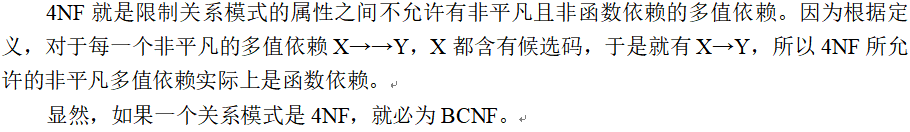 4NF 就是限制关系模式的属性之间不允许有非平凡且非函数依赖的多值依赖。因为根据定
义，对于每一个非平凡的多值依赖 X→→Y，X 都含有候选码，于是就有 X→Y，所以 4NF 所允
许的非平凡多值依赖实际上是函数依赖。
显然，如果一个关系模式是 4NF，就必为 BCNF。